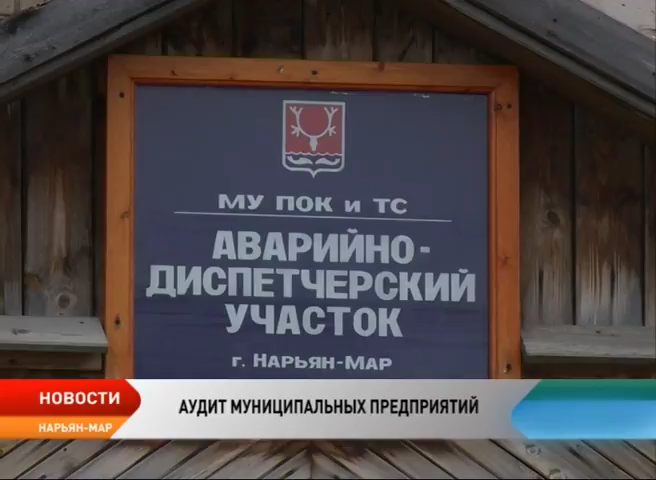 МУ ПОК и ТС
АВАРИЙНО-
ДИСПЕТЧЕРСКИЙ
УЧАСТОК
г. НАРЬЯН-МАР
НОВОСТИ
АУДИТ МУНИЦИПАЛЬНЫХ ПРЕДПРИЯТИЙ
НАРЬЯН-МАР